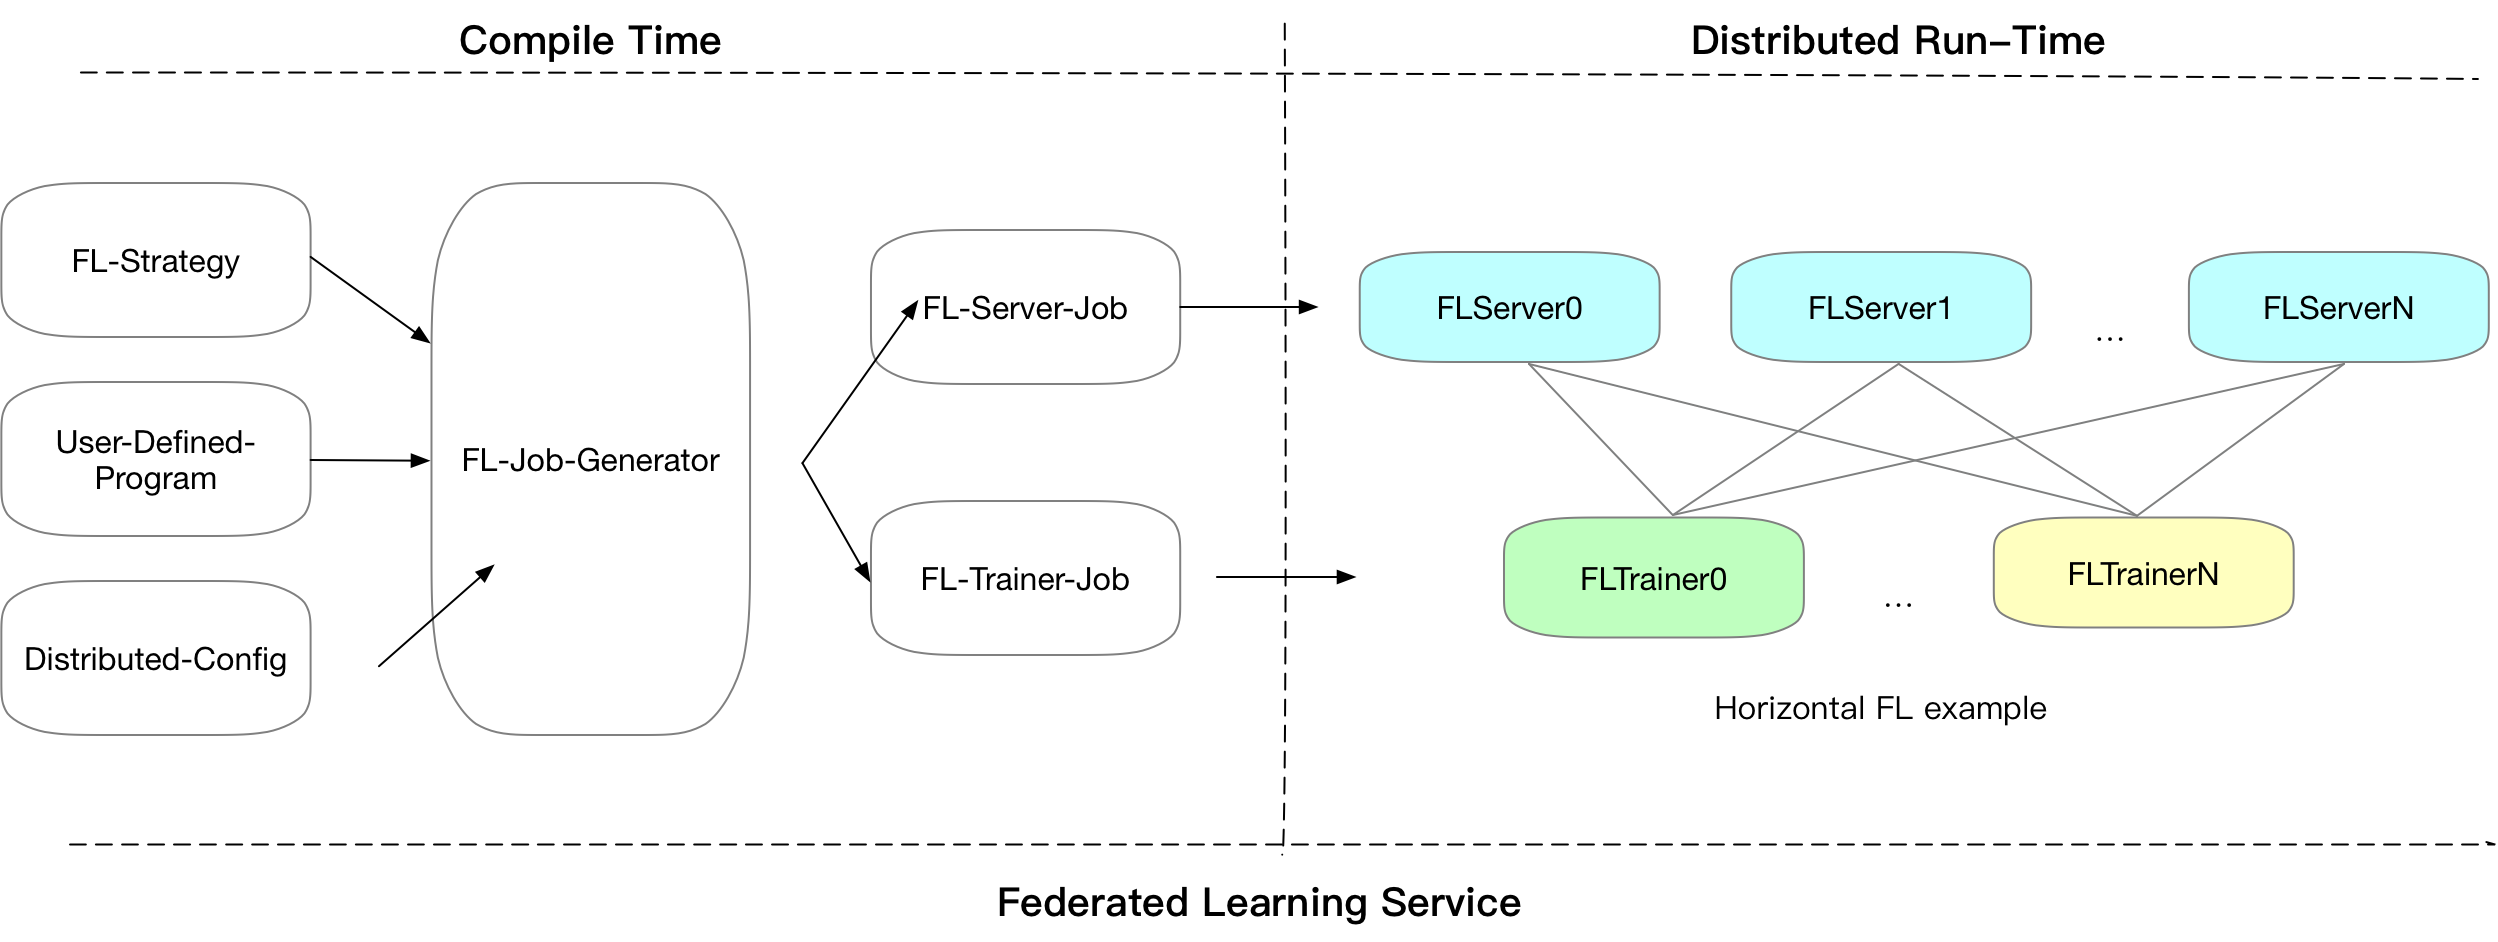 Compile Time
Distributed Run-Time
FL-Strategy
User-Defined-
Program
Distributed-Config
FL-Job-Generator
FL-Server-Job
FL-Trainer-Job
FLServer0
FLServer1
...
FLServerN
FLTrainer0
...
FLTrainerN
Horizontal FL example
Federated Learning Service